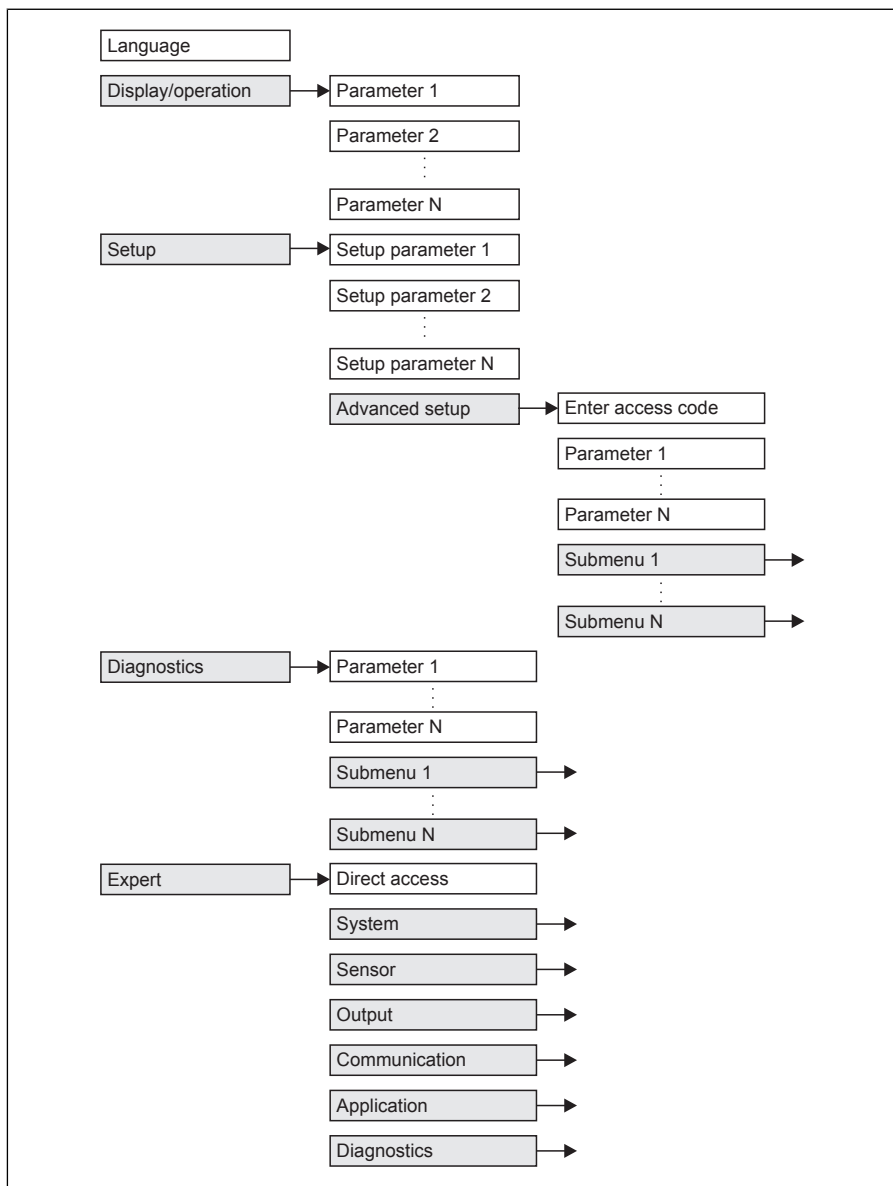 Language
Display/operation
Parameter 1
Parameter 2
Parameter N
Setup
Setup parameter 1
Setup parameter 2
Setup parameter N
Advanced setup
Enter access code
Parameter 1
Parameter N
Submenu 1
Submenu N
Diagnostics
Parameter 1
Parameter N
Submenu 1
Submenu N
Expert
Direct access
System
Sensor
Output
Communication
Application
Diagnostics